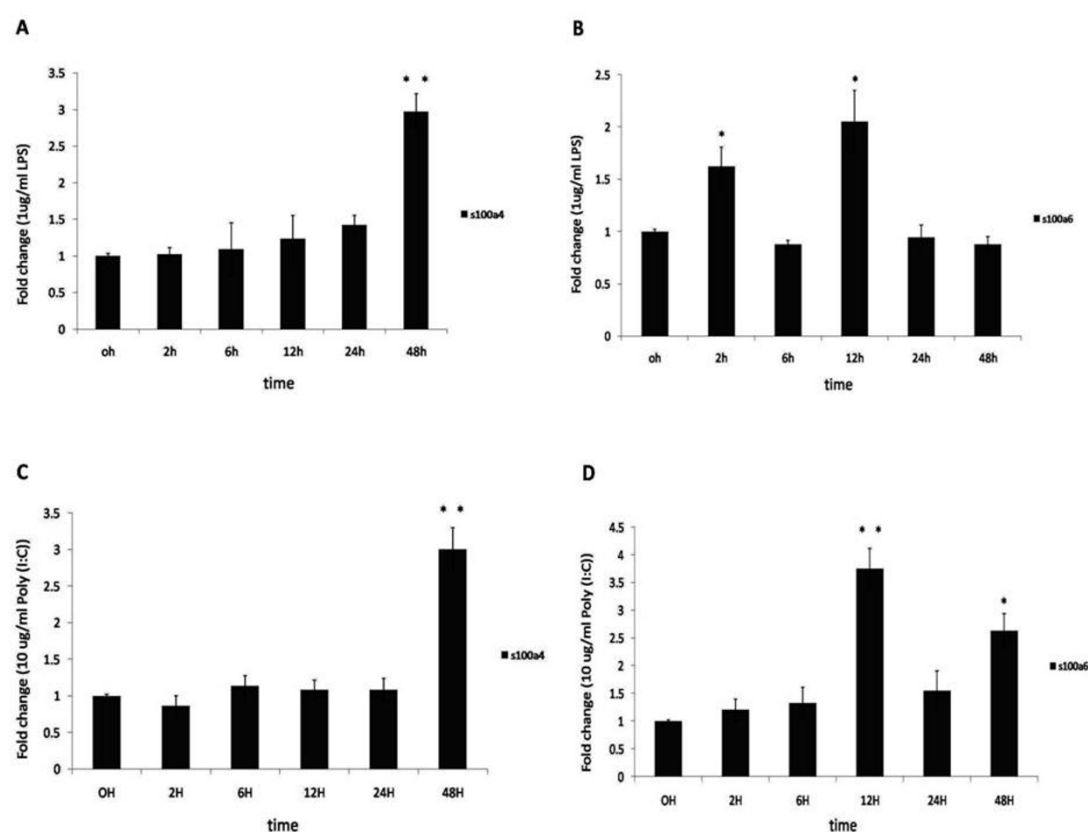 A
Fold change (1ug/ml LPS)
3.5
3
2.5
2
1.5
1
0.5
0
* *
oh 2h 6h 12h 24h 48h
time
s100a4
B
Fold change (1ug/ml LPS)
2.5
2
1.5
1
0.5
0
*
*
oh 2h 6h 12h 24h 48h
time
s100a6
C
Fold change (10 ug/ml Poly (I:C))
3.5
3
2.5
2
1.5
1
0.5
0
* *
OH 2H 6H 12H 24H 48H
time
s100a4
D
Fold change (10 ug/ml Poly (I:C))
4.5
4
3.5
3
2.5
2
1.5
1
0.5
0
* *
*
OH 2H 6H 12H 24H 48H
time
s100a6